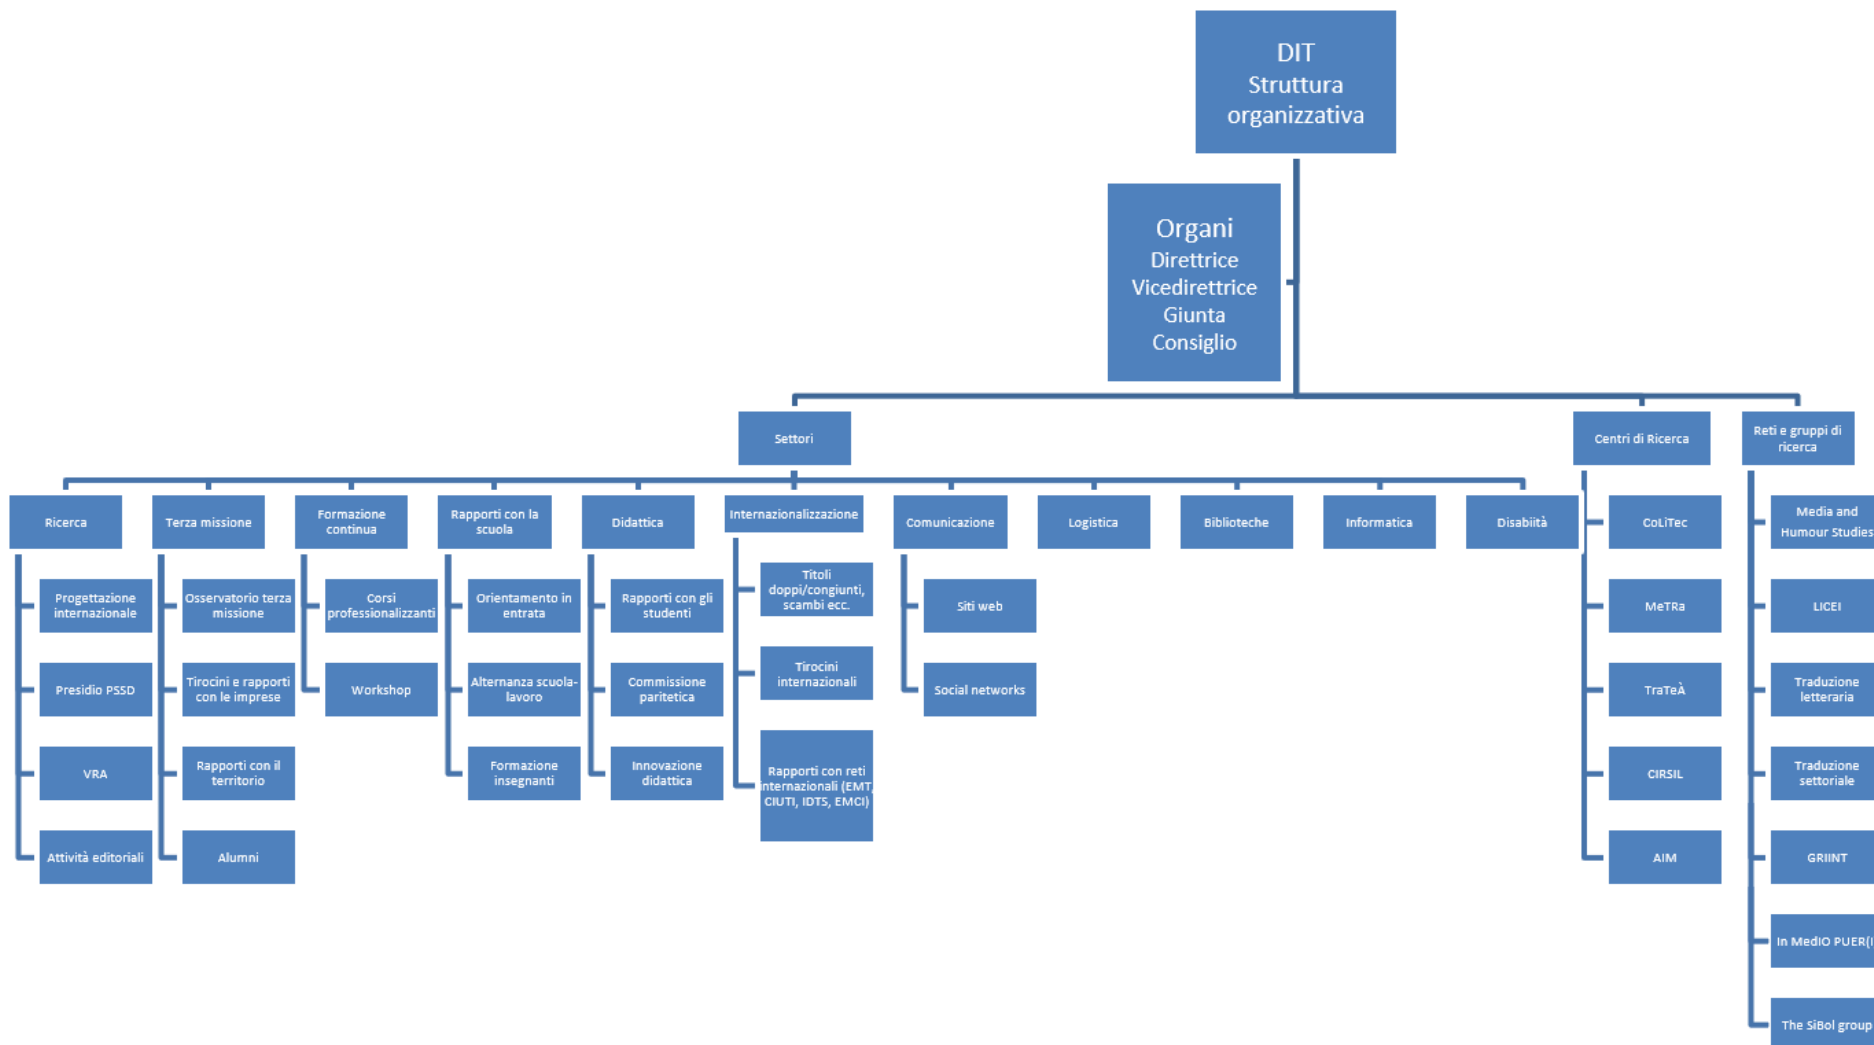 DIT
Struttura
organizzativa
Organi
Direttrice
Vicedirettrice
Giunta
Consiglio
Settori
Centri di Ricerca
Reti e gruppi di
ricerca
Ricerca
Terza missione
Formazione
continua
Rapporti con la
scuola
Didattica
Internazionalizzazione
Comunicazione
Logistica
Biblioteche
Informatica
Disabiità
CoLiTec
Media and
Humour Studies
Progettazione
internazionale
Osservatorio terza
missione
Corsi
professionalizzanti
Orientamento in
entrata
Rapporti con gli
studenti
Titoli
doppi/congiunti,
scambi ecc.
Siti web
MeTRa
LICEI
Presidio PSSD
Tirocini e rapporti
con le imprese
Workshop
Alternanza scuola-
lavoro
Commissione
paritetica
Tirocini
internazionali
Social networks
TraTeÀ
Traduzione
letteraria
VRA
Rapporti con il
territorio
Formazione
insegnanti
Innovazione
didattica
Rapporti con reti
internazionali (EMT,
CIUTI, IDTS, EMCI)
CIRSIL
Traduzione
settoriale
Attività editoriali
Alumni
AIM
GRIINT
In MedIO PUER(I
The SiBol group